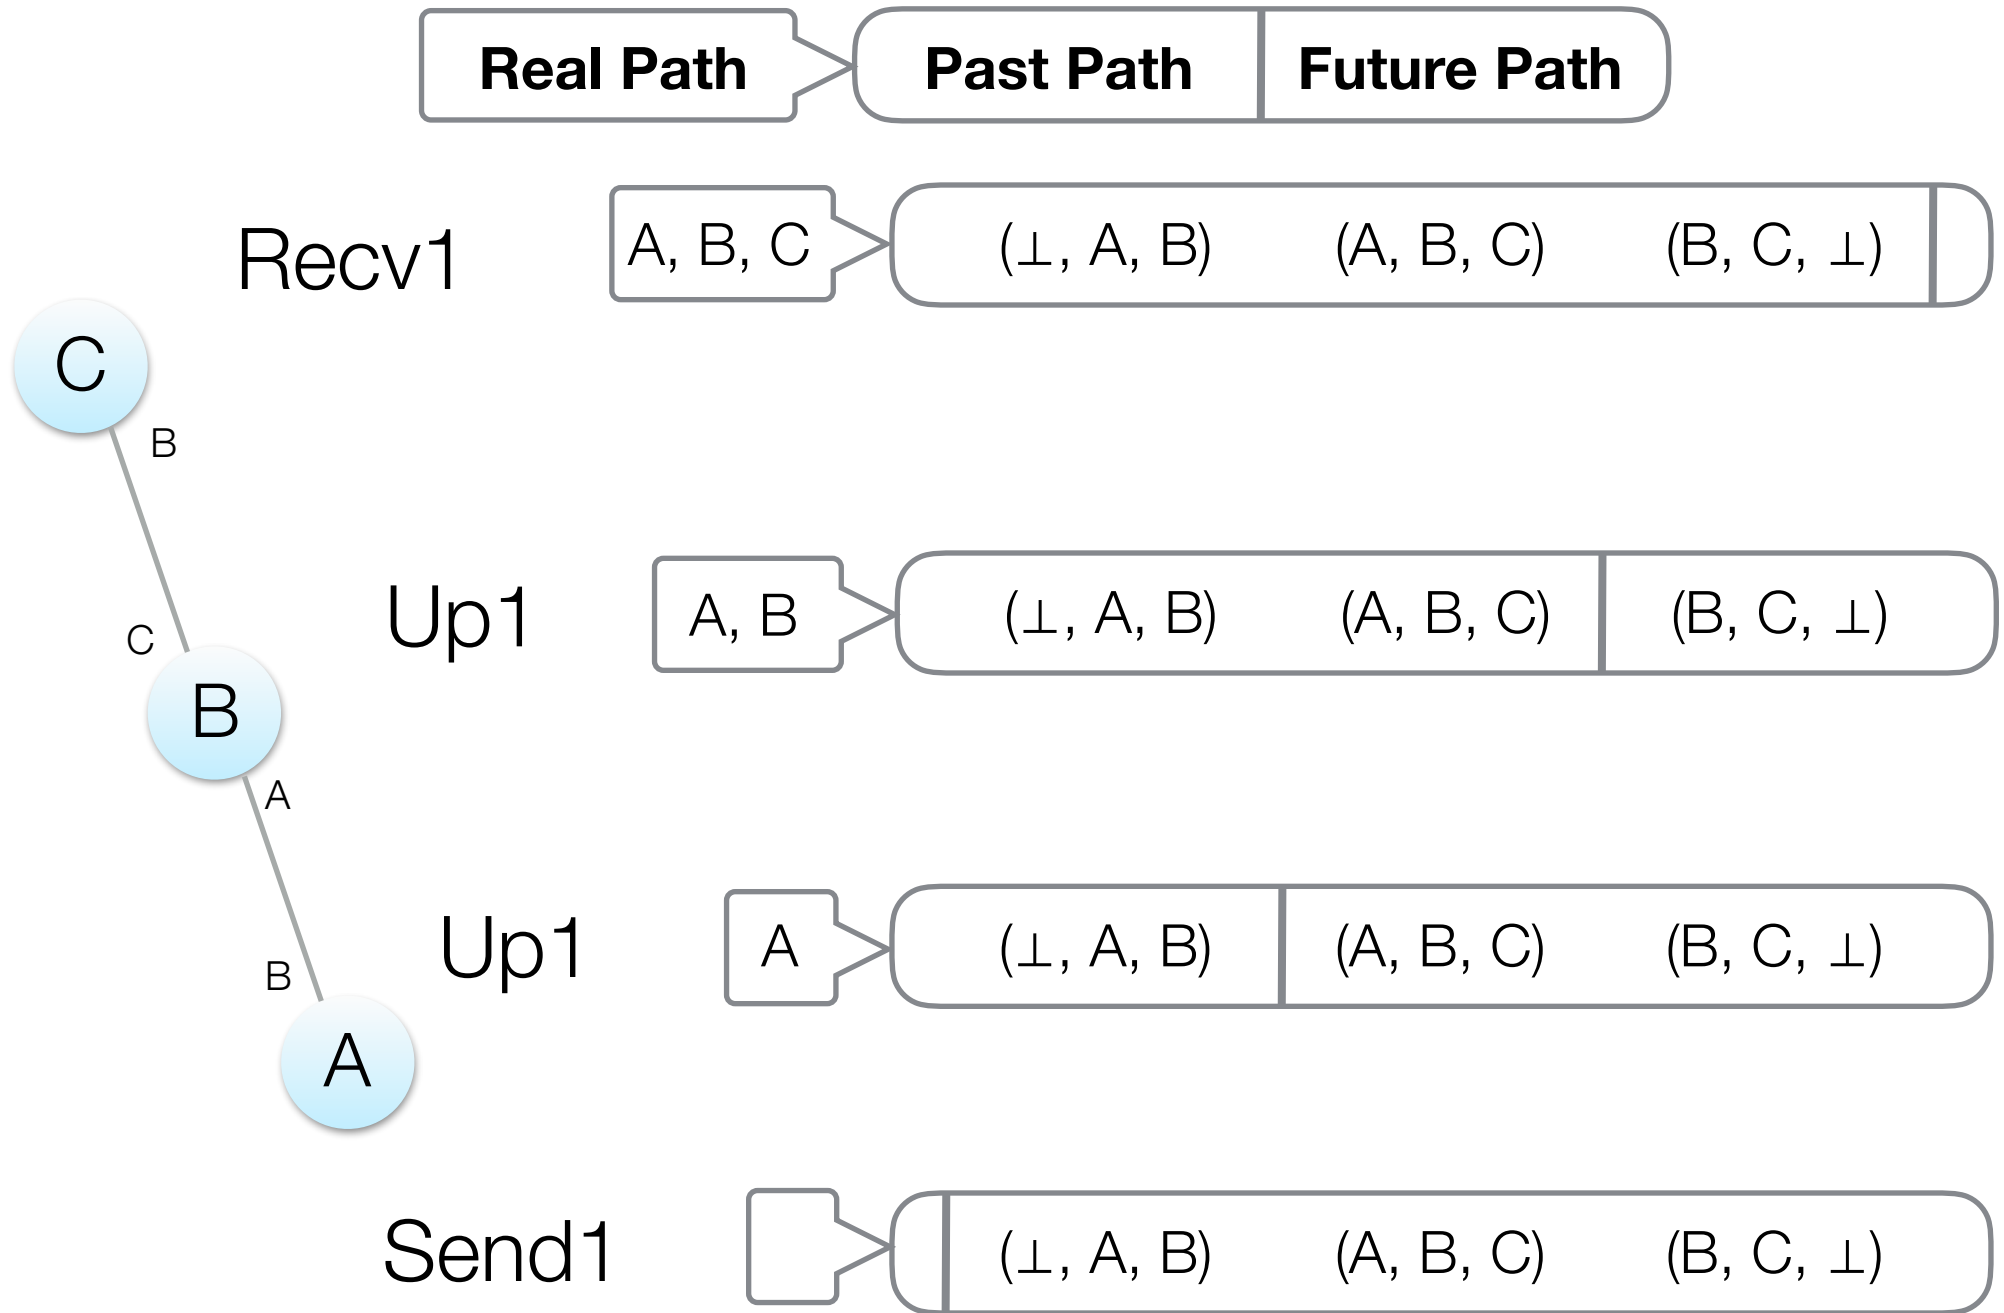 Real Path Past Path Future Path
Recv1 A, B, C (⊥, A, B) (A, B, C) (B, C, ⊥)
C
B
Up1 A, B (⊥, A, B) (A, B, C) (B, C, ⊥)
C
B
A
Up1 A (⊥, A, B) (A, B, C) (B, C, ⊥)
B
A
Send1 (⊥, A, B) (A, B, C) (B, C, ⊥)